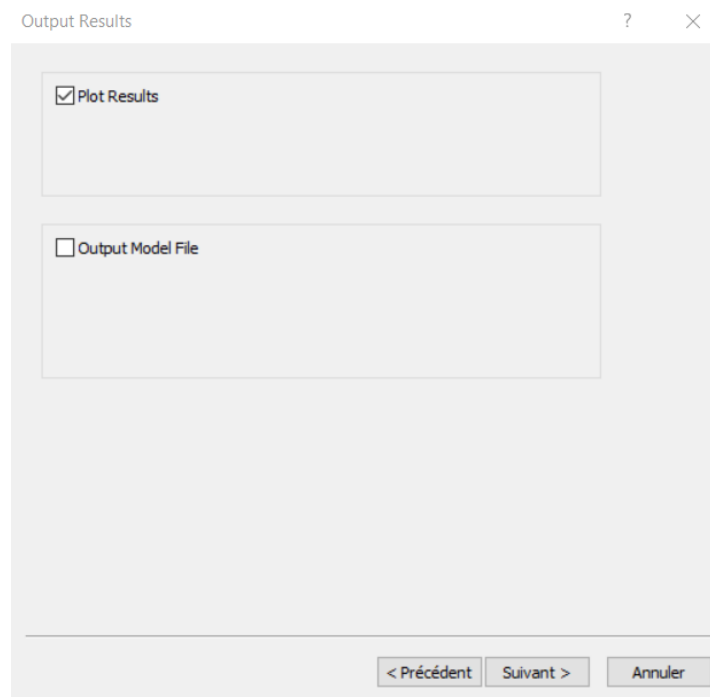 Output Results ?
Plot Results
Output Model File
< Précédent Suivant > Annuler